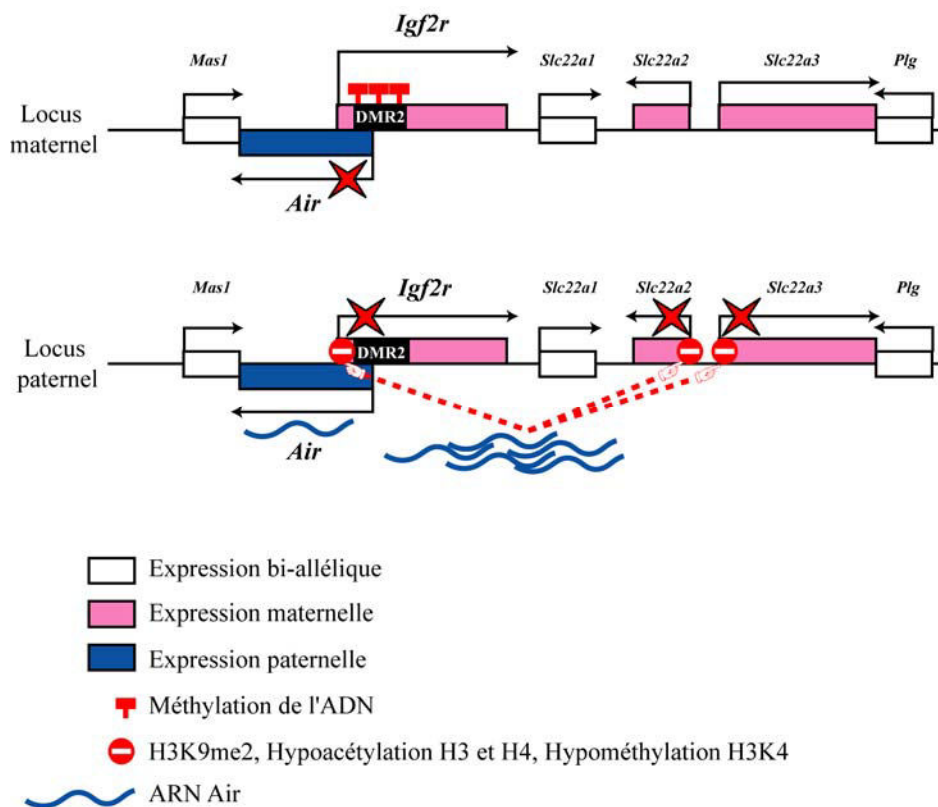 Igf2r
Mas1 Slc22a1 Slc22a2 Slc22a3 Plg
Locus
maternel
DMR2
Air
Mas1 Igf2r Slc22a1 Slc22a2 Slc22a3 Plg
Locus
paternel
DMR2
Air
Expression bi-allélique
Expression maternelle
Expression paternelle
Méthylation de l'ADN
H3K9me2, Hypoacétylation H3 et H4, Hypométhylation H3K4
ARN Air